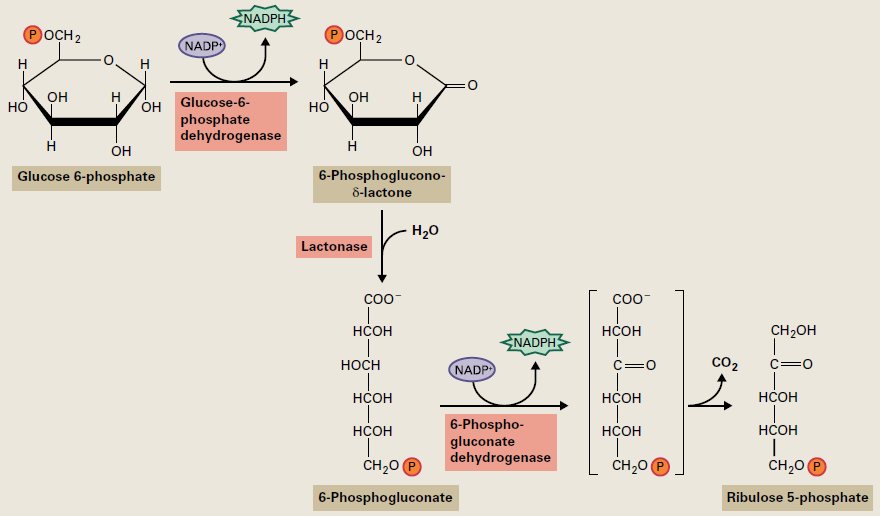 NADPH
P OCH2
NADP+
P OCH2
H
O
H
H
O
OH
H
HO
OH
Glucose-6-
phosphate
dehydrogenase
OH
H
HO
O
H
OH
H
OH
Glucose 6-phosphate
6-Phosphoglucono-
δ-lactone
Lactonase
H2O
COO−
HCOH
HOCH
HCOH
HCOH
CH2O P
6-Phosphogluconate
NADP+
NADPH
6-Phospho-
gluconate
dehydrogenase
COO−
HCOH
C=O
HCOH
HCOH
CH2O P
CO2
CH2OH
C=O
HCOH
HCOH
CH2O P
Ribulose 5-phosphate